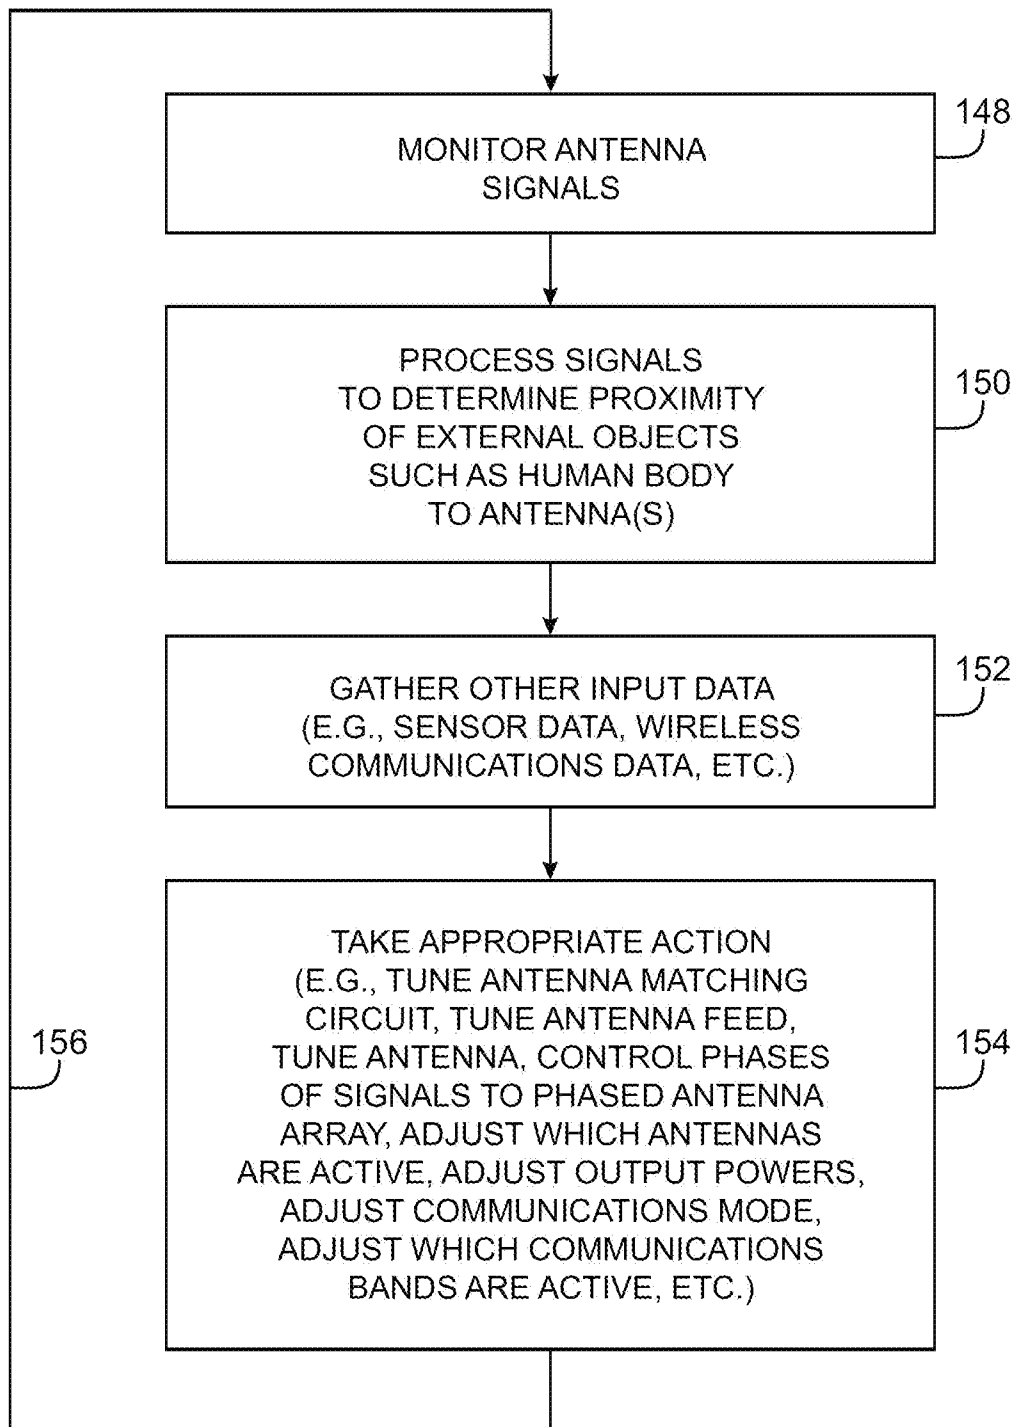 148
MONITOR ANTENNA
SIGNALS
150
PROCESS SIGNALS
TO DETERMINE PROXIMITY
OF EXTERNAL OBJECTS
SUCH AS HUMAN BODY
TO ANTENNA(S)
152
GATHER OTHER INPUT DATA
(E.G., SENSOR DATA, WIRELESS
COMMUNICATIONS DATA, ETC.)
154
TAKE APPROPRIATE ACTION
(E.G., TUNE ANTENNA MATCHING
CIRCUIT, TUNE ANTENNA FEED,
TUNE ANTENNA, CONTROL PHASES
OF SIGNALS TO PHASED ANTENNA
ARRAY, ADJUST WHICH ANTENNAS
ARE ACTIVE, ADJUST OUTPUT POWERS,
ADJUST COMMUNICATIONS MODE,
ADJUST WHICH COMMUNICATIONS
BANDS ARE ACTIVE, ETC.)
156